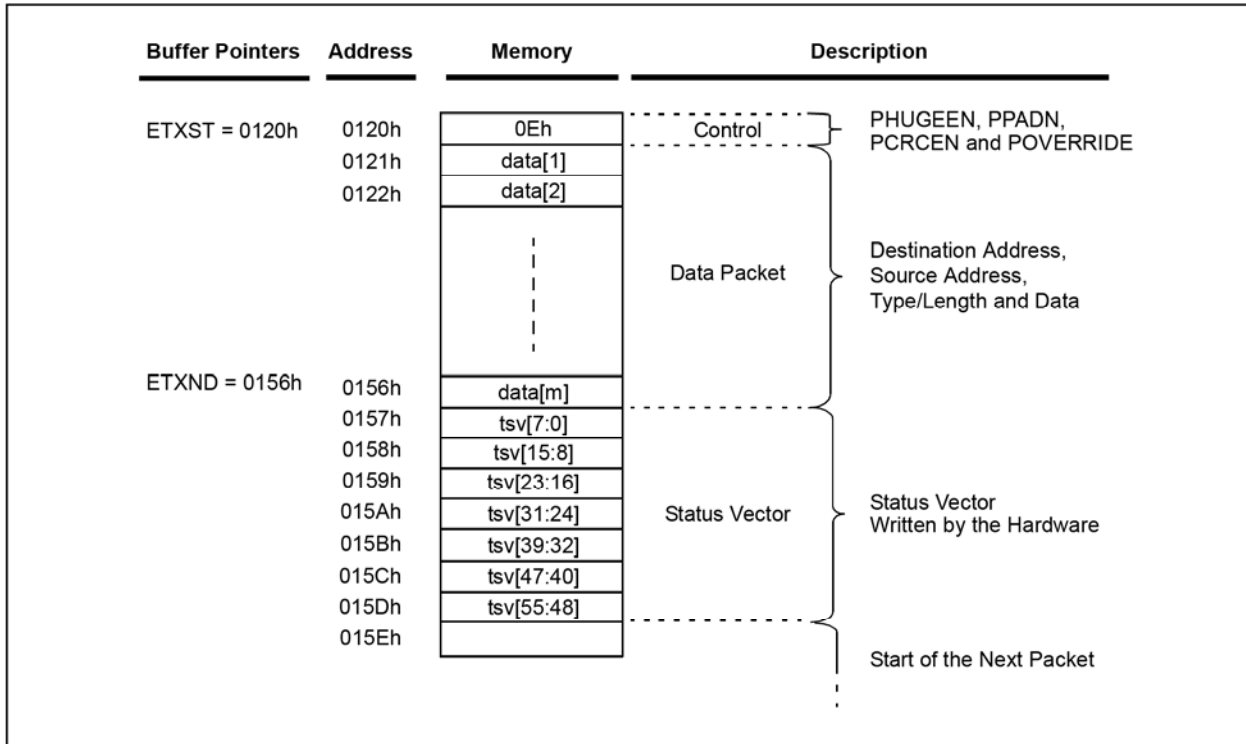 Buffer Pointers Address Memory Description
ETXST = 0120h 0120h 0Eh Control PHUGEEN, PPADN,
PCRCEN and POVERRIDE
0121h data[1]
0122h data[2]
Data Packet Destination Address,
Source Address,
Type/Length and Data
ETXND = 0156h 0156h data[m]
0157h tsv[7:0]
0158h tsv[15:8]
0159h tsv[23:16]
015Ah tsv[31:24] Status Vector Status Vector
Written by the Hardware
015Bh tsv[39:32]
015Ch tsv[47:40]
015Dh tsv[55:48]
015Eh
Start of the Next Packet